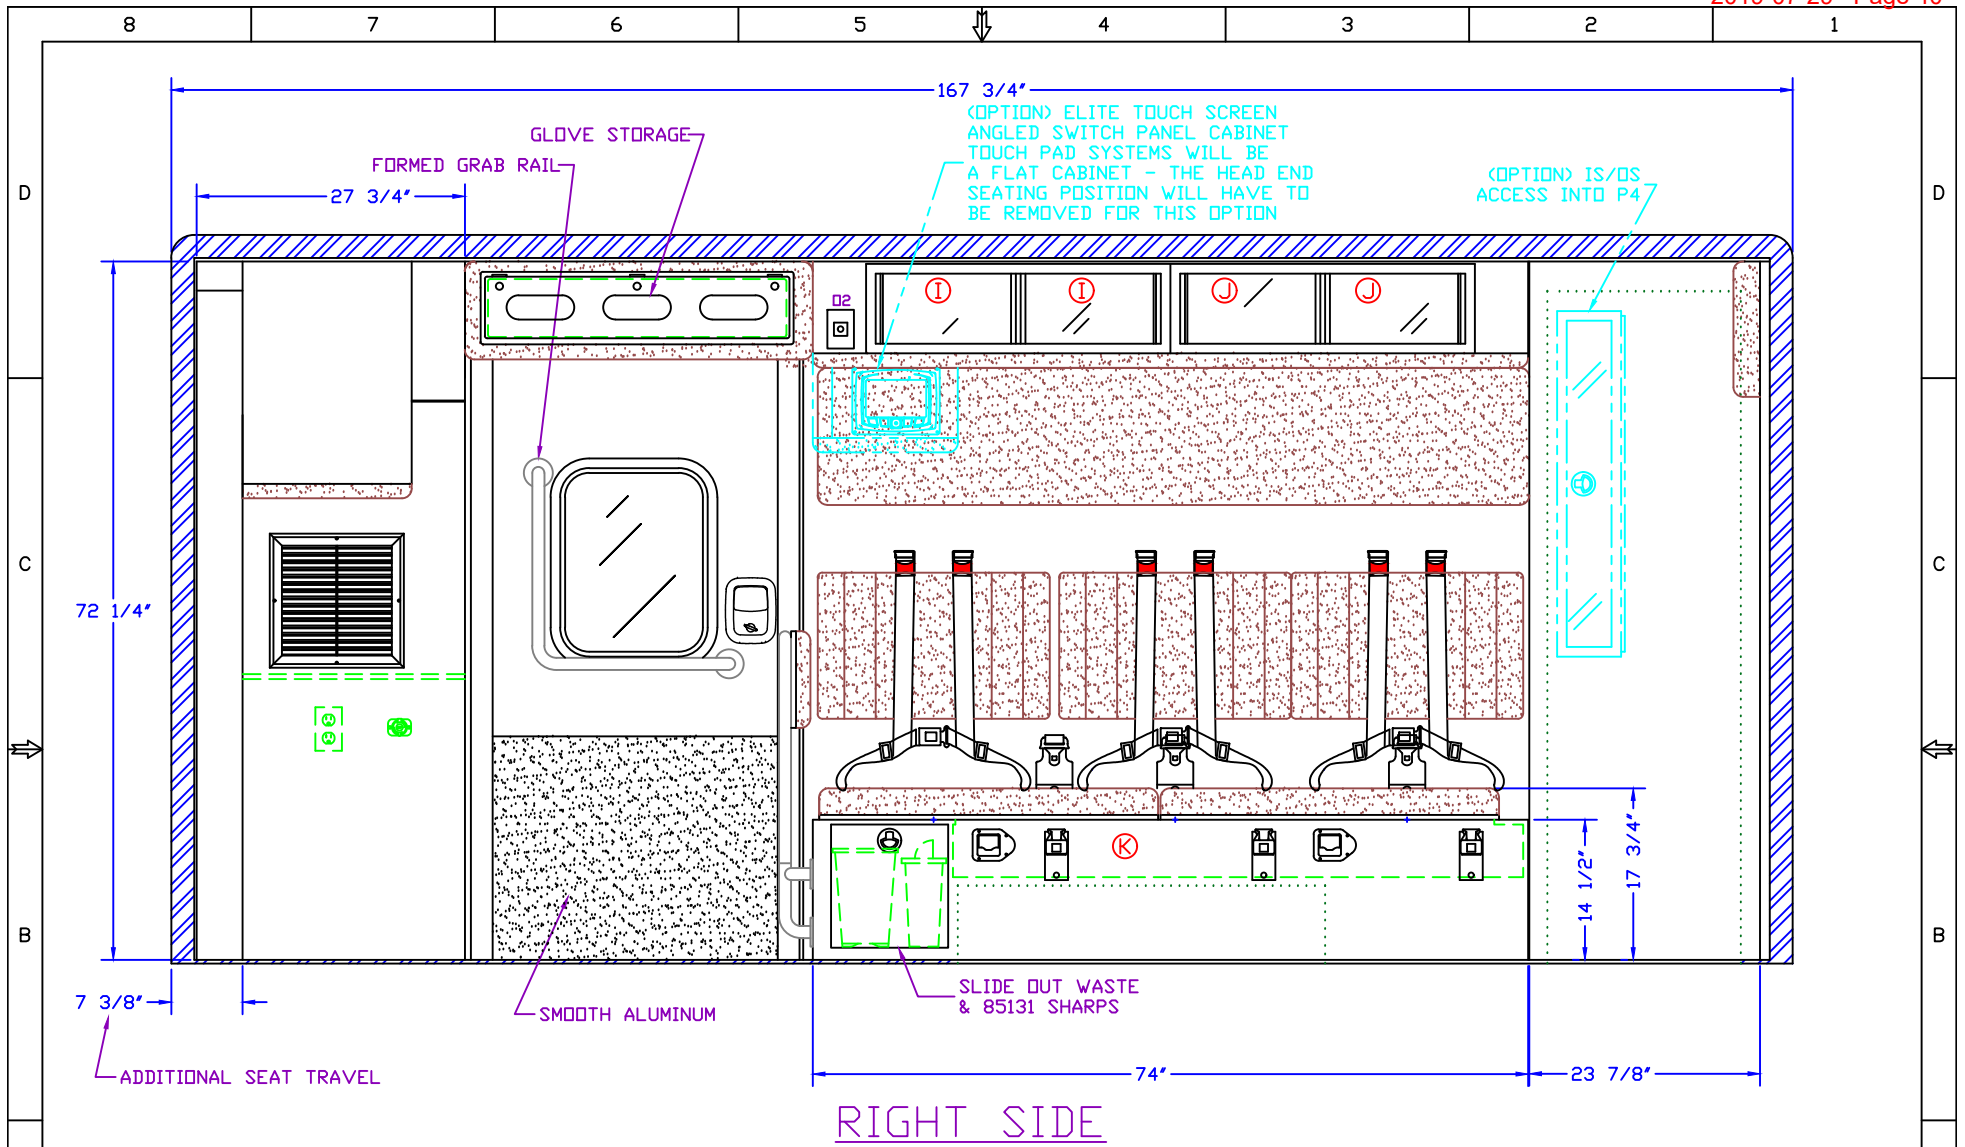 8 7 6 5 4 3 2 1
167 3/4"
(OPTION) ELITE TOUCH SCREEN
ANGLED SWITCH PANEL CABINET
TOUCH PAD SYSTEMS WILL BE
A FLAT CABINET - THE HEAD END
SEATING POSITION WILL HAVE TO
BE REMOVED FOR THIS OPTION
GLOVE STORAGE
FORMED GRAB RAIL
(OPTION) IS/OS
ACCESS INTO P4
D
D
27 3/4"
O2
I
I
J
J
C
C
72 1/4"
K
14 1/2"
17 3/4"
B
B
7 3/8"
SMOOTH ALUMINUM
SLIDE OUT WASTE
& 85131 SHARPS
ADDITIONAL SEAT TRAVEL
74"
23 7/8"
RIGHT SIDE